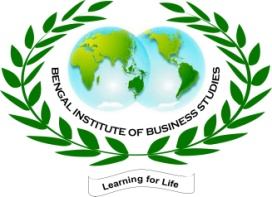 BENGAL INSTITUTE OF BUSINESS STUDIES
Learning for Life